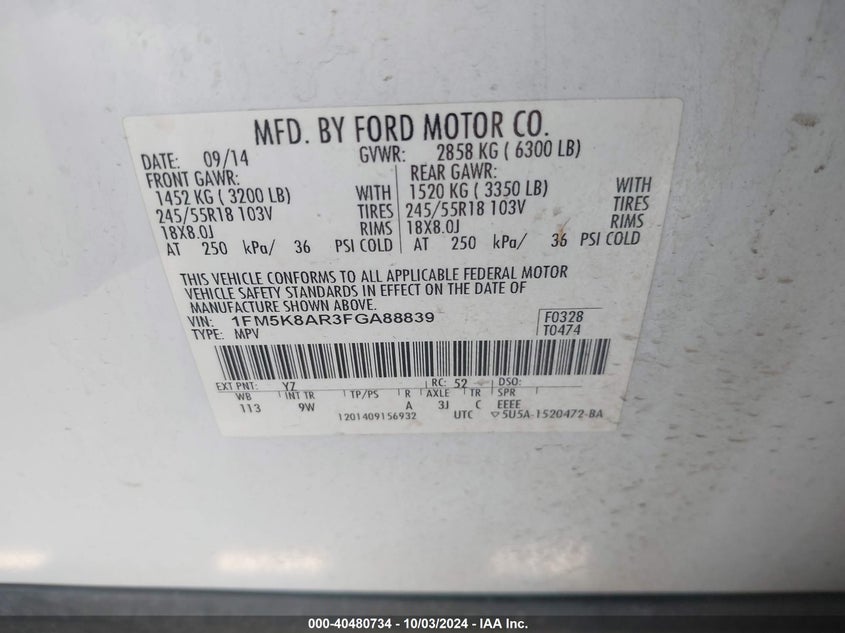 MFD. BY FORD MOTOR CO.
DATE: 09/14 GVWR: 2858 KG ( 6300 LB)
FRONT GAWR: REAR GAWR:
1452 KG ( 3200 LB) WITH 1520 KG ( 3350 LB) WITH
245/55R18 103V TIRES 245/55R18 103V TIRES
18X8.0J RIMS 18X8.0J RIMS
AT 250 kPa/ 36 PSI COLD AT 250 kPa/ 36 PSI COLD
THIS VEHICLE CONFORMS TO ALL APPLICABLE FEDERAL MOTOR
VEHICLE SAFETY STANDARDS IN EFFECT ON THE DATE OF
MANUFACTURE SHOWN ABOVE.
VIN: 1FM5K8AR3FGA88839 F0328
TYPE: MPV T0474
EXT PNT: YZ RC: 52 DSO:
WB INT TR TP/PS R AXLE TR SPR
113 9W A 3J C EEEE
1201409156932 UTC ▽5U5A-1520472-BA
000-40480734 - 10/03/2024 - IAA Inc.